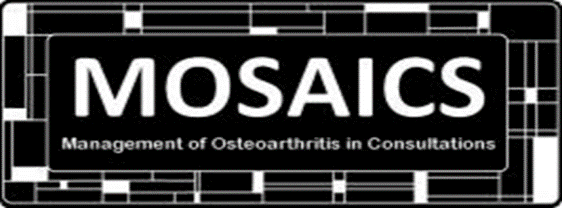 MOSAICS
Management of Osteoarthritis in Consultations